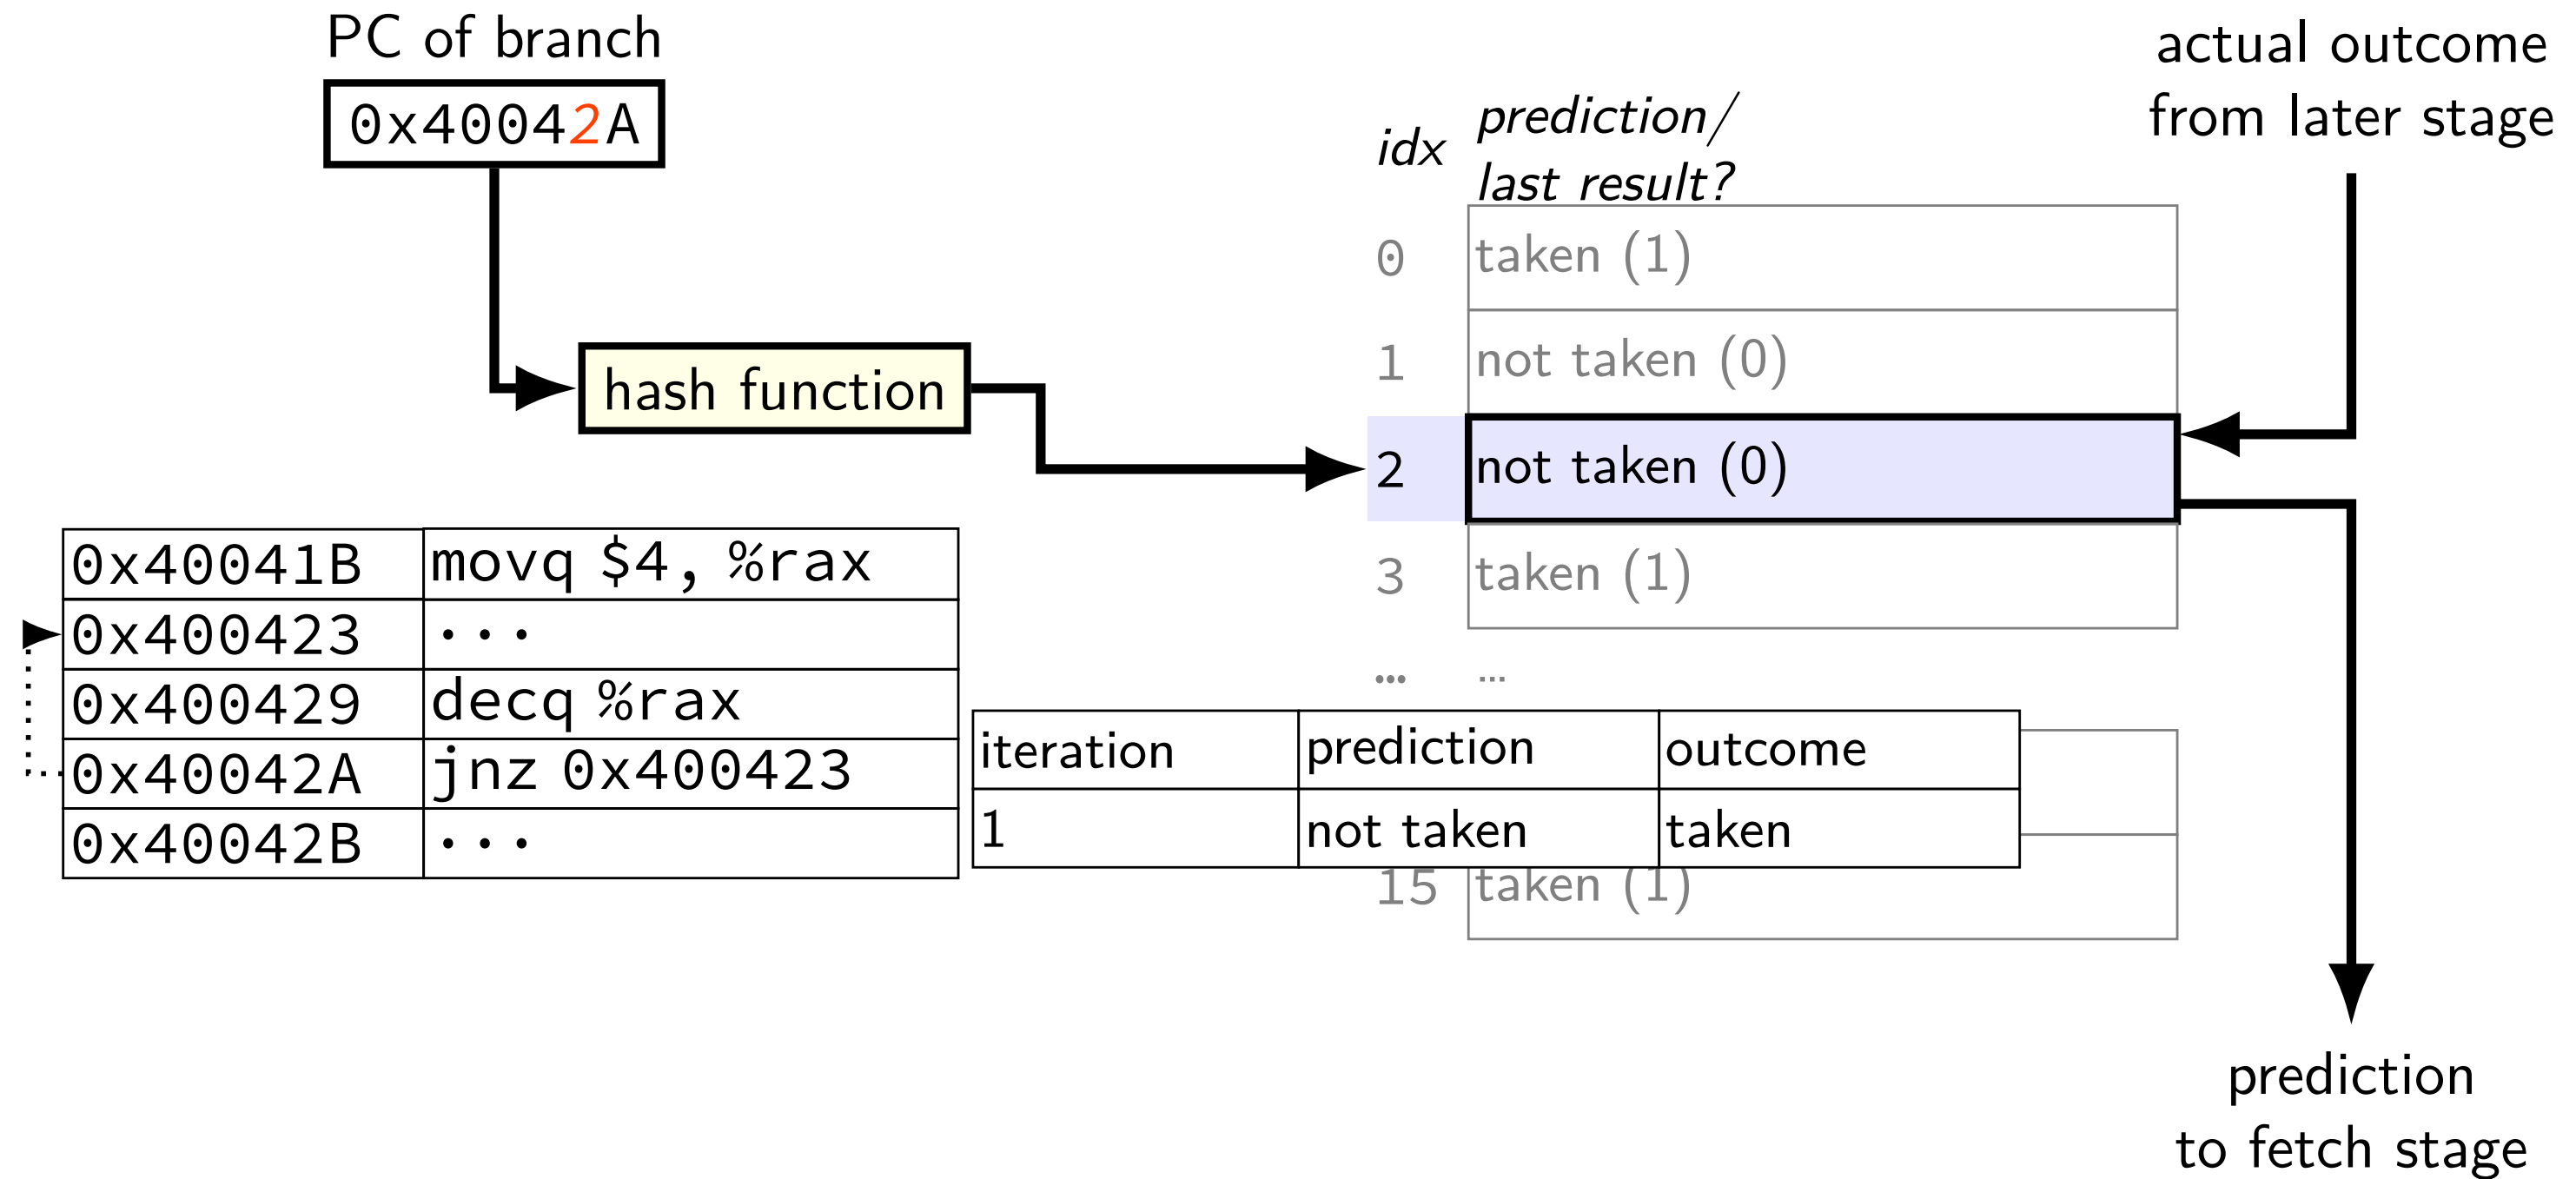 PC of branch
0x40042A
hash function
idx
prediction/
last result?
0 taken (1)
1 not taken (0)
2 not taken (0)
3 taken (1)
... ...
15 taken (1)
actual outcome
from later stage
prediction
to fetch stage
0x40041B movq $4, %rax
0x400423 ...
0x400429 decq %rax
0x40042A jnz 0x400423
0x40042B ...
iteration prediction outcome
1 not taken taken